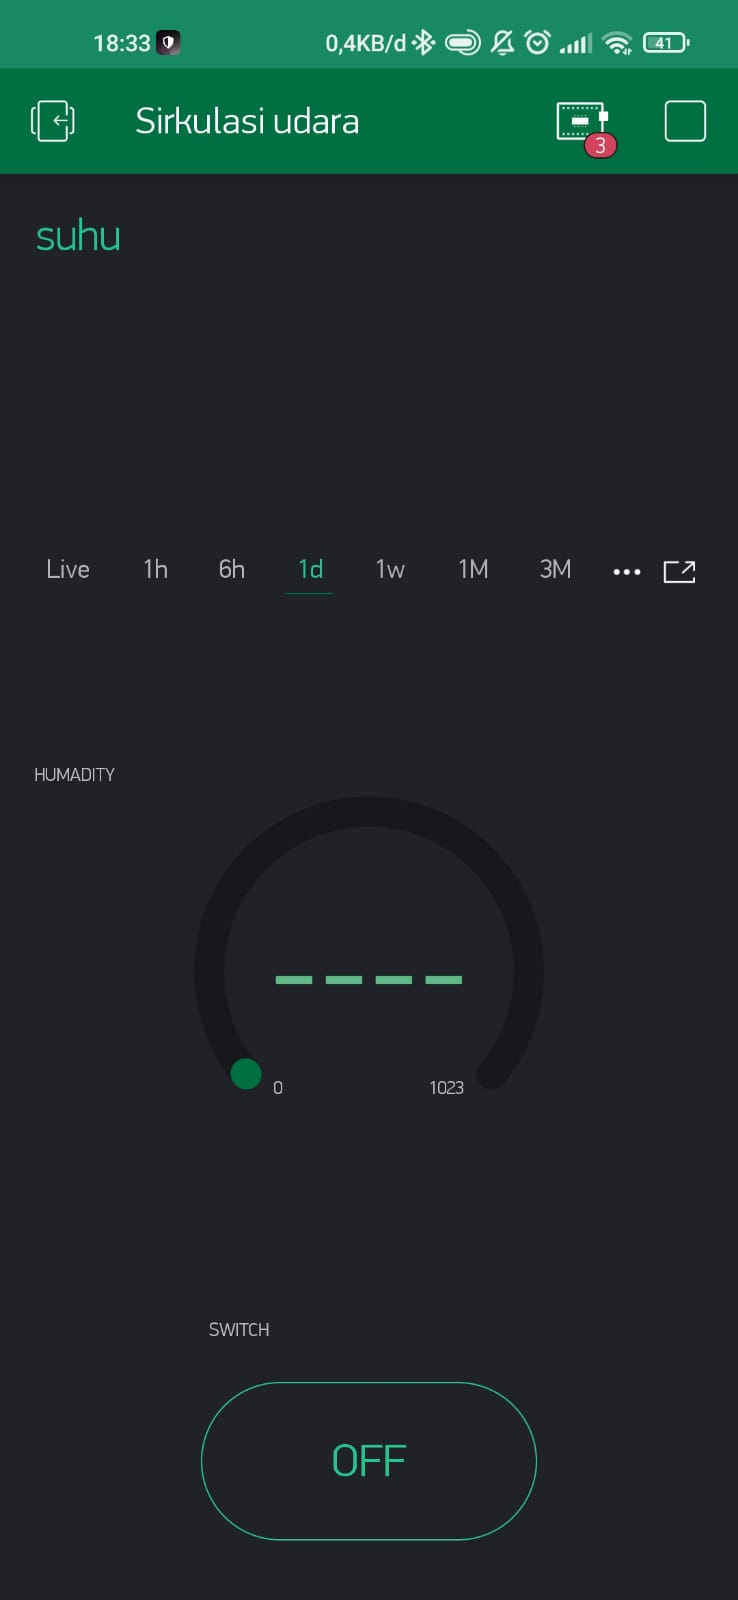 18:33 0,4KB/d 41
Sirkulasi udara 3
suhu
Live 1h 6h 1d 1w 1M 3M
HUMADITY
0 1023
SWITCH
OFF